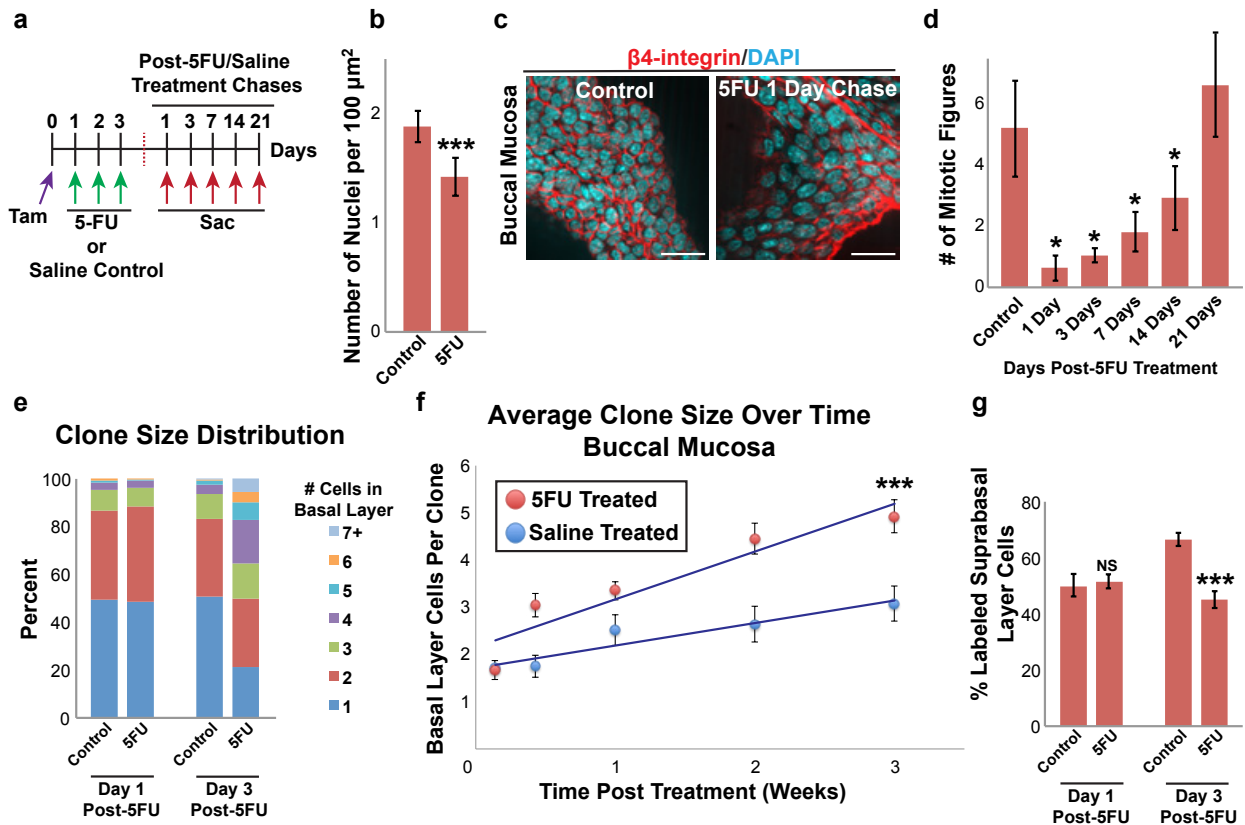 a
Post-5FU/Saline
Treatment Chases
0 1 2 3 1 3 7 14 21
Days
Tam
5-FU
or
Saline Control
Sac
b
Number of Nuclei per 100 µm²
2
1
0
***
Control
5FU
c
β4-integrin/DAPI
Buccal Mucosa
Control
5FU 1 Day Chase
d
# of Mitotic Figures
6
4
2
0
*
*
*
*
Control
1 Day
3 Days
7 Days
14 Days
21 Days
Days Post-5FU Treatment
e
Clone Size Distribution
Percent
100
80
60
40
20
0
Control
5FU
Control
5FU
Day 1
Post-5FU
Day 3
Post-5FU
# Cells in
Basal Layer
7+
6
5
4
3
2
1
f
Average Clone Size Over Time
Buccal Mucosa
Basal Layer Cells Per Clone
6
5
4
3
2
1
5FU Treated
Saline Treated
***
0 1 2 3
Time Post Treatment (Weeks)
g
% Labeled Suprabasal
Layer Cells
80
60
40
20
0
NS
***
Control
5FU
Control
5FU
Day 1
Post-5FU
Day 3
Post-5FU